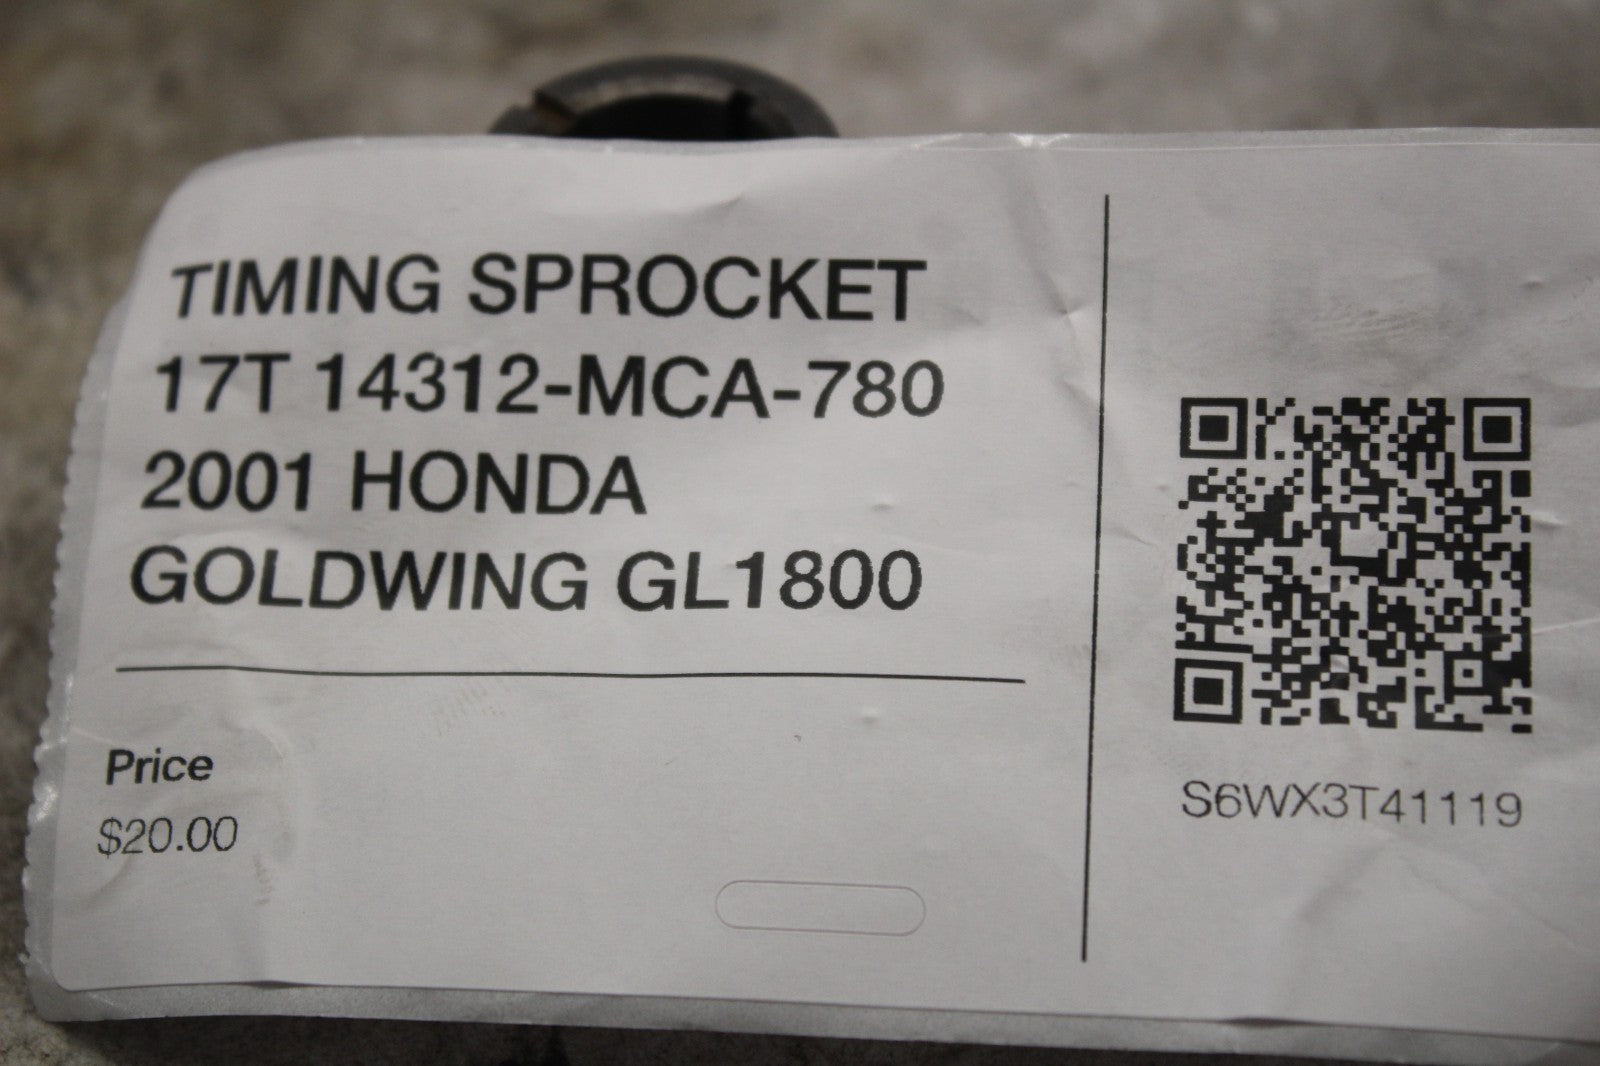 TIMING SPROCKET
17T 14312-MCA-780
2001 HONDA
GOLDWING GL1800
Price
$20.00
S6WX3T41119